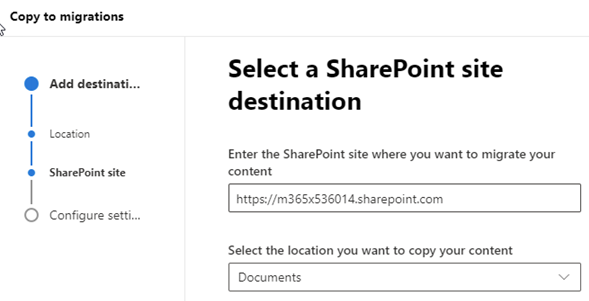 Copy to migrations
Add destinati...
Location
SharePoint site
Configure setti...
Select a SharePoint site
destination
Enter the SharePoint site where you want to migrate your
content
https://m365x536014.sharepoint.com
Select the location you want to copy your content
Documents